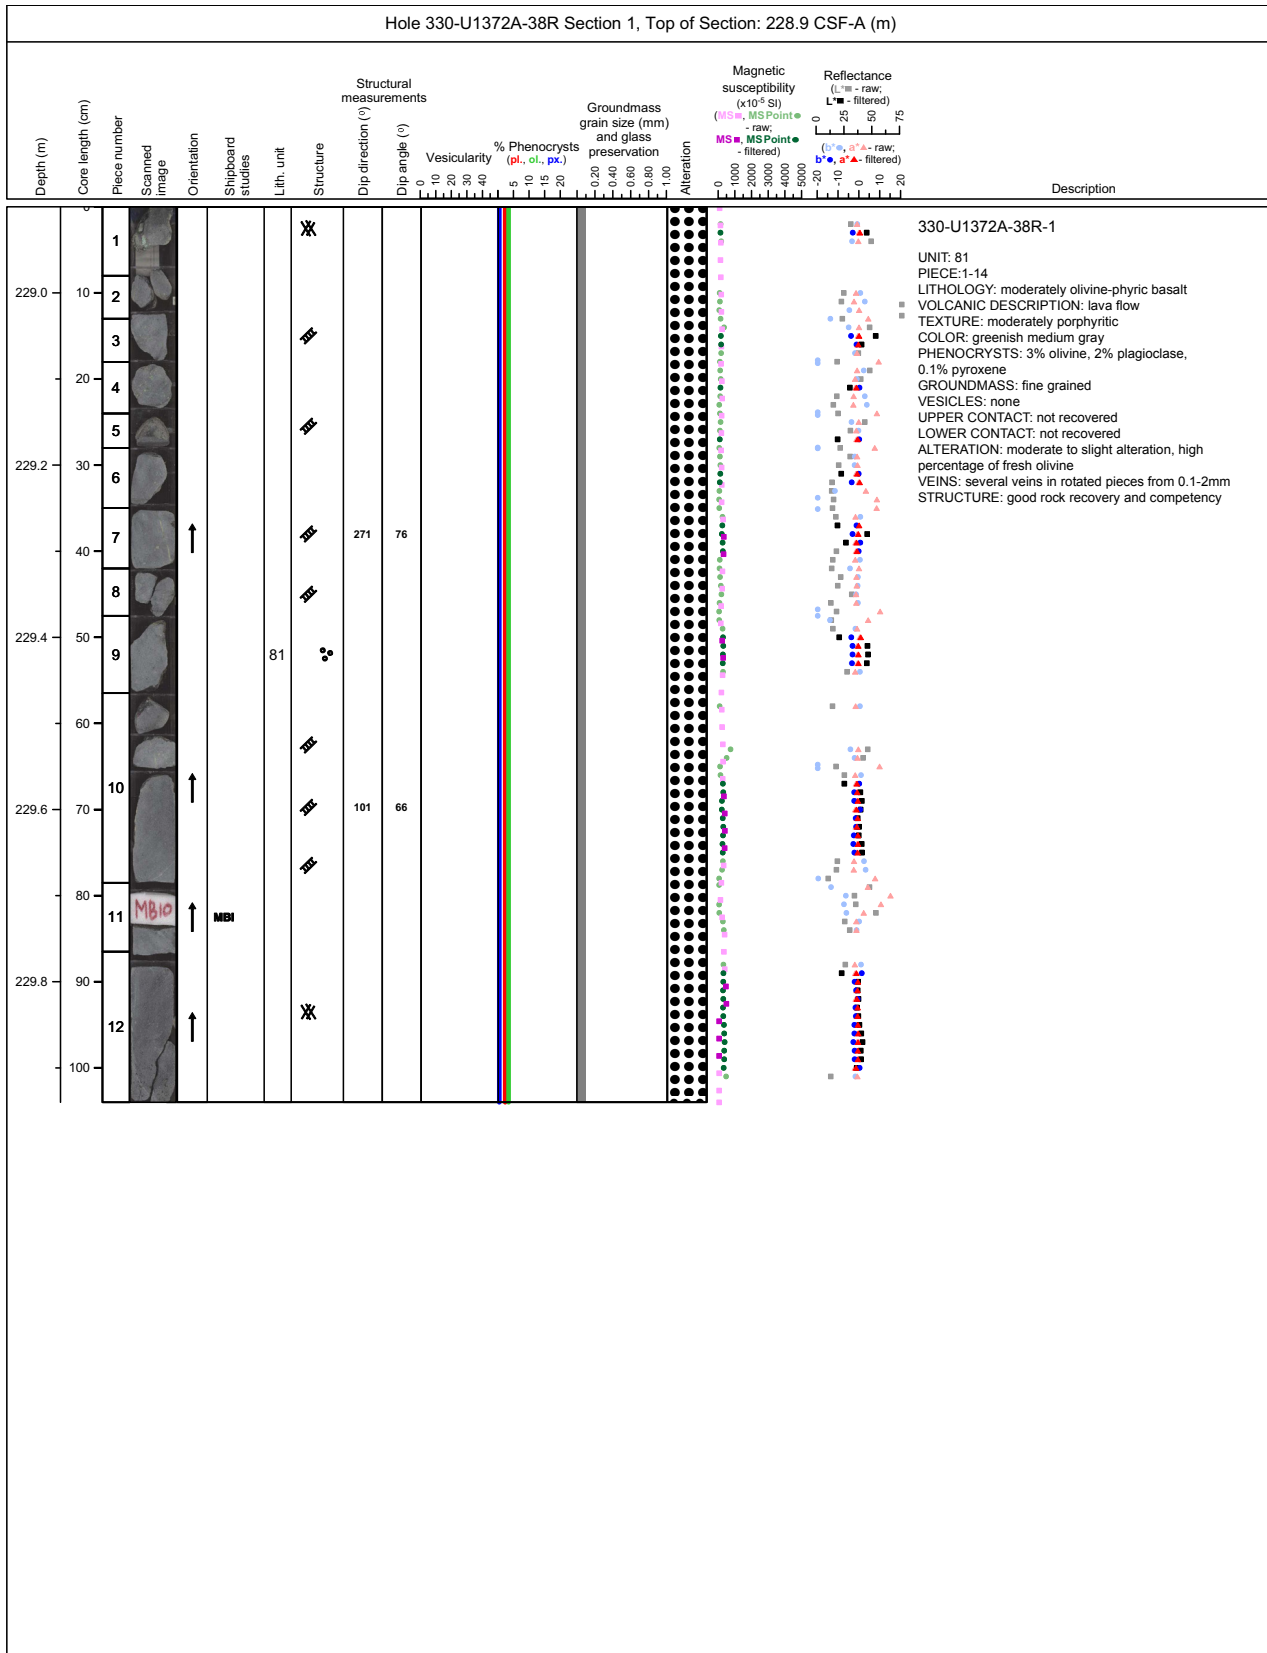 Hole 330-U1372A-38R Section 1, Top of Section: 228.9 CSF-A (m)
Depth (m)
Core length (cm)
Piece number
Scanned image
Orientation
Shipboard studies
Lith. unit
Structure
Structural measurements
Dip direction (°)
Dip angle (°)
Vesicularity
0 10 20 30 40
% Phenocrysts
(pl., ol., px.)
5 10 15 20
Groundmass
grain size (mm)
and glass
preservation
0.20 0.40 0.60 0.80 1.00
Alteration
Magnetic
susceptibility
(x10-5 SI)
(MS■, MSPoint●
- raw;
MS■, MSPoint●
- filtered)
0 1000 2000 3000 4000 5000
Reflectance
(L*■ - raw;
L*■ - filtered)
0 25 50 75
(b*●, a*▲- raw;
b*●, a*▲- filtered)
-20 -10 0 10 20
Description
229.0
229.2
229.4
229.6
229.8
0
10
20
30
40
50
60
70
80
90
100
1
2
3
4
5
6
7
8
9
10
11
12
MB10
MBI
81
271 76
101 66
330-U1372A-38R-1
UNIT: 81
PIECE:1-14
LITHOLOGY: moderately olivine-phyric basalt
VOLCANIC DESCRIPTION: lava flow
TEXTURE: moderately porphyritic
COLOR: greenish medium gray
PHENOCRYSTS: 3% olivine, 2% plagioclase,
0.1% pyroxene
GROUNDMASS: fine grained
VESICLES: none
UPPER CONTACT: not recovered
LOWER CONTACT: not recovered
ALTERATION: moderate to slight alteration, high
percentage of fresh olivine
VEINS: several veins in rotated pieces from 0.1-2mm
STRUCTURE: good rock recovery and competency